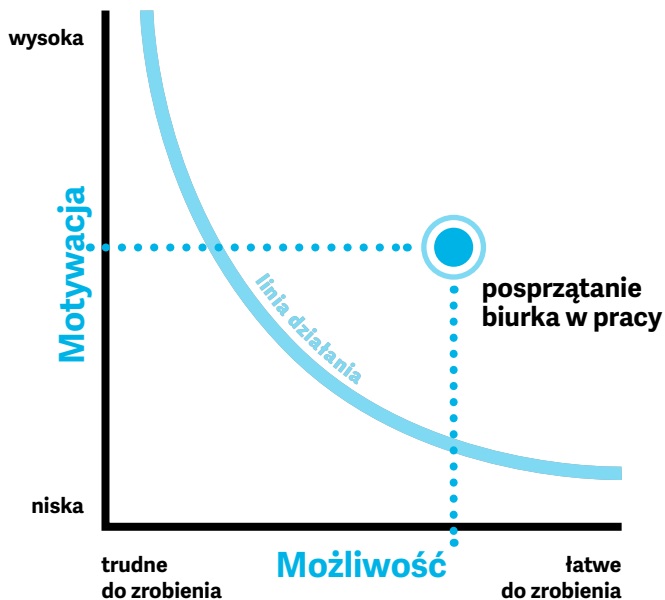 wysoka
Motywacja
linia działania
posprzątanie
biurka w pracy
niska
trudne
do zrobienia
Możliwość
łatwe
do zrobienia